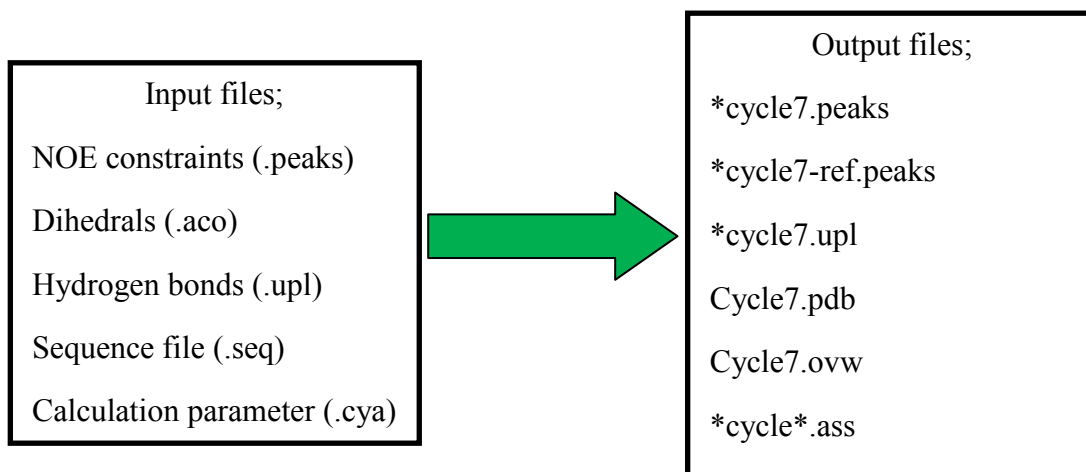 Input files;
NOE constraints (.peaks)
Dihedrals (.aco)
Hydrogen bonds (.upl)
Sequence file (.seq)
Calculation parameter (.cya)
Output files;
*cycle7.peaks
*cycle7-ref.peaks
*cycle7.upl
Cycle7.pdb
Cycle7.ovw
*cycle*.ass